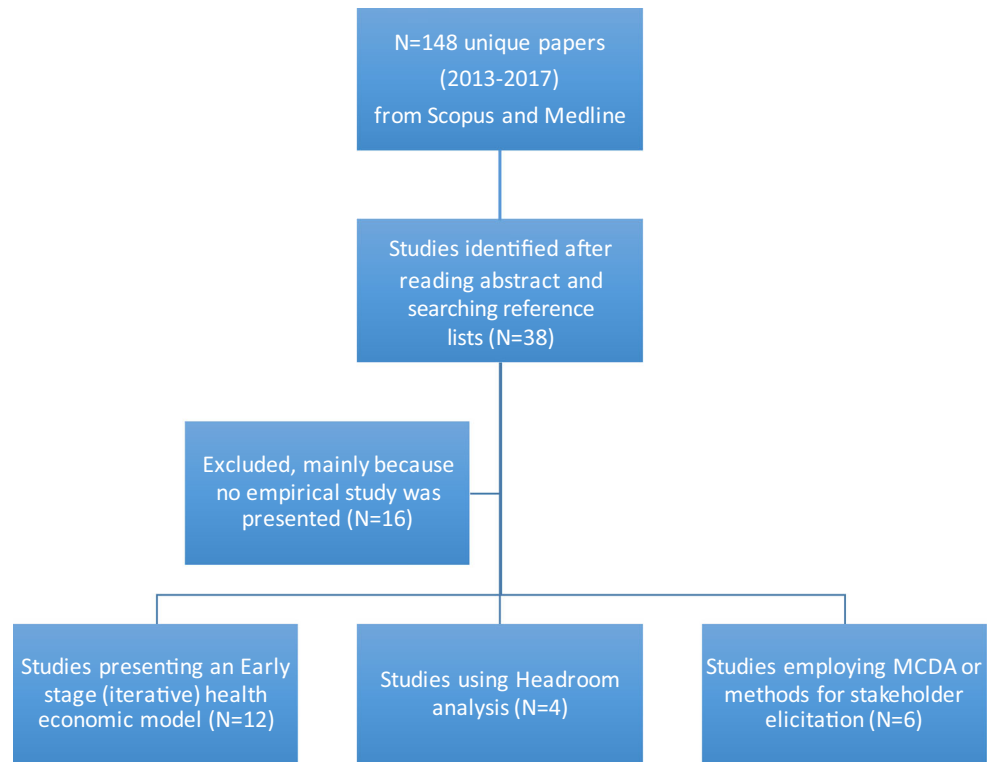 N=148 unique papers
(2013-2017)
from Scopus and Medline
Studies identified after
reading abstract and
searching reference
lists (N=38)
Excluded, mainly because
no empirical study was
presented (N=16)
Studies presenting an Early
stage (iterative) health
economic model (N=12)
Studies using Headroom
analysis (N=4)
Studies employing MCDA or
methods for stakeholder
elicitation (N=6)